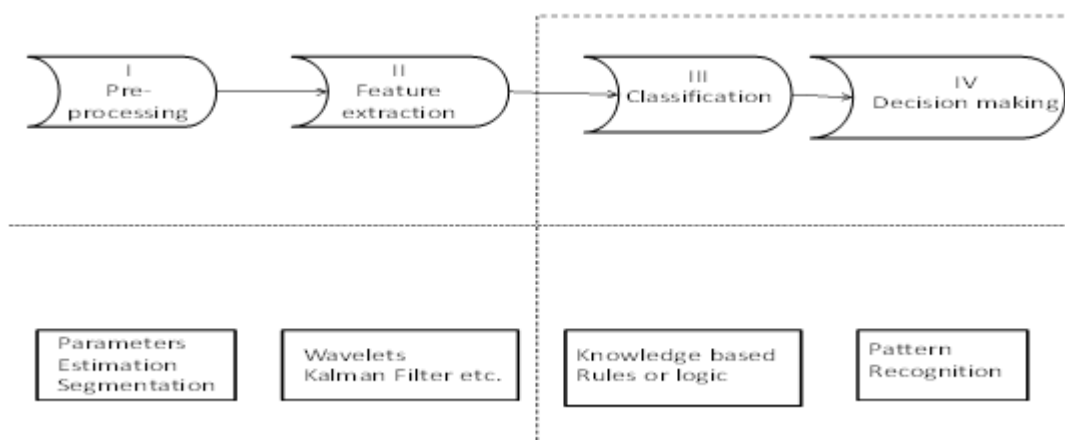 I
Pre-
processing
II
Feature
extraction
III
Classification
IV
Decision making
Parameters
Estimation
Segmentation
Wavelets
Kalman Filter etc.
Knowledge based
Rules or logic
Pattern
Recognition